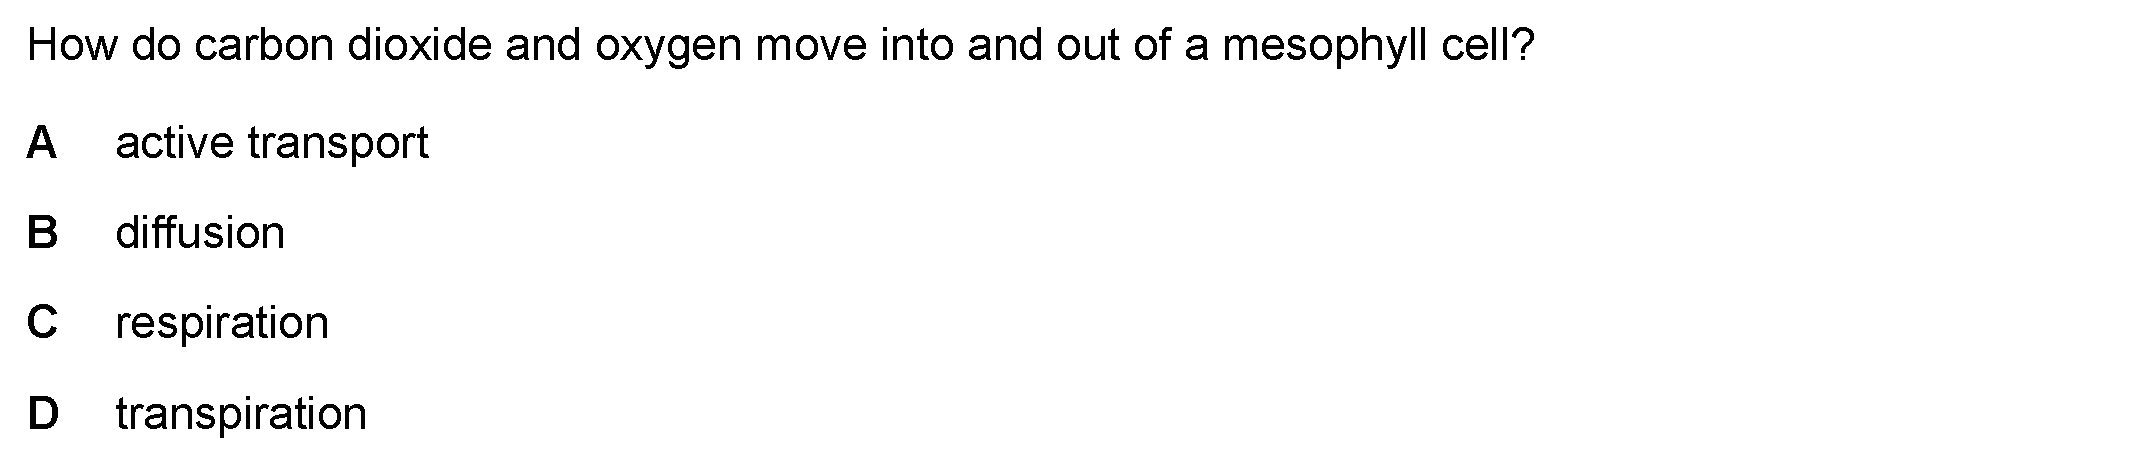 How do carbon dioxide and oxygen move into and out of a mesophyll cell?
A active transport
B diffusion
C respiration
D transpiration